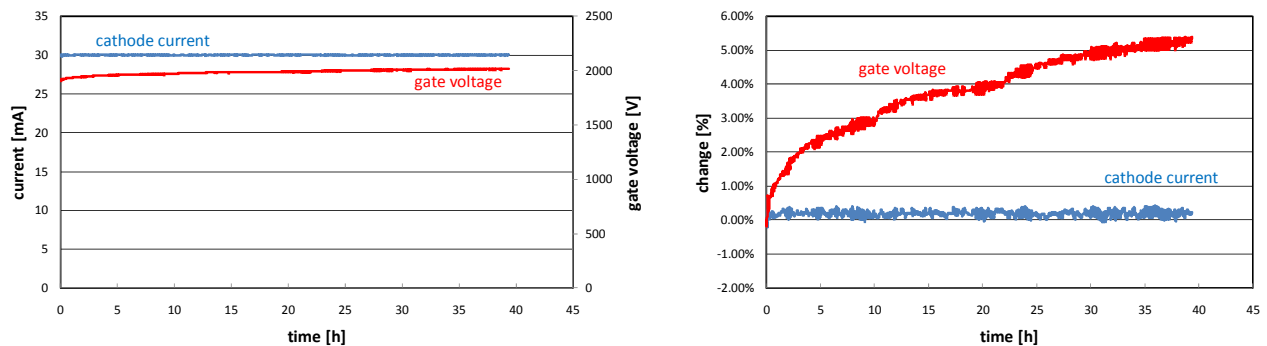 35
30
25
20
15
10
5
0
current [mA]
2500
2000
1500
1000
500
0
gate voltage [V]
cathode current
gate voltage
0 5 10 15 20 25 30 35 40 45
time [h]
6.00%
5.00%
4.00%
3.00%
2.00%
1.00%
0.00%
-1.00%
-2.00%
change [%]
gate voltage
cathode current
0 5 10 15 20 25 30 35 40 45
time [h]